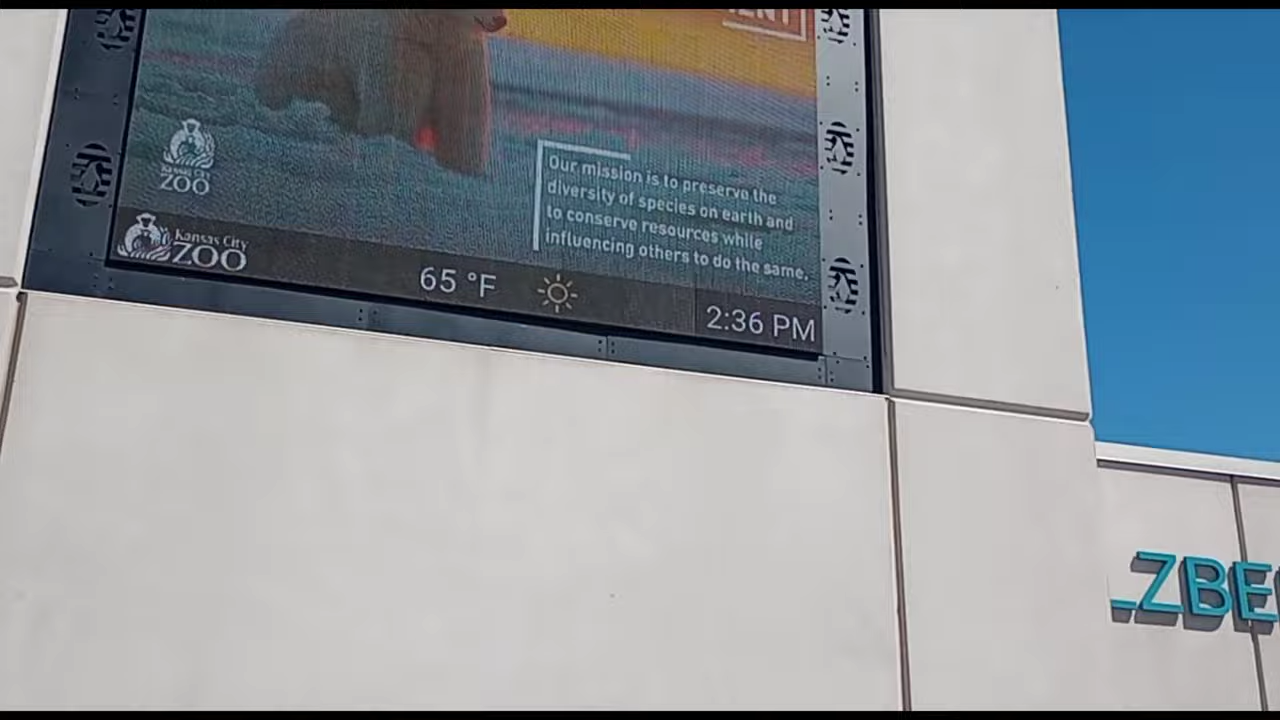 Kansas City
ZOO
Our mission is to preserve the
diversity of species on earth and
to conserve resources while
influencing others to do the same.
Kansas City
ZOO
65 °F
2:36 PM
LZBE